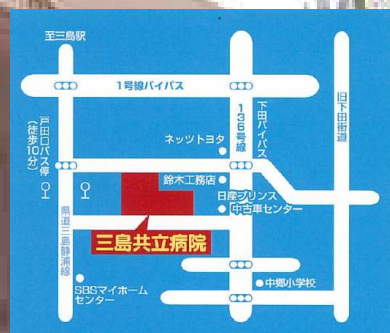 至三島駅
1号線バイパス
戸田口バス停
(徒歩10分)
ネッツトヨタ
136号線
下田バイパス
旧下田街道
鈴木工務店
日産プリンス
中古車センター
三島共立病院
県道三島静浦線
SBSマイホーム
センター
中郷小学校